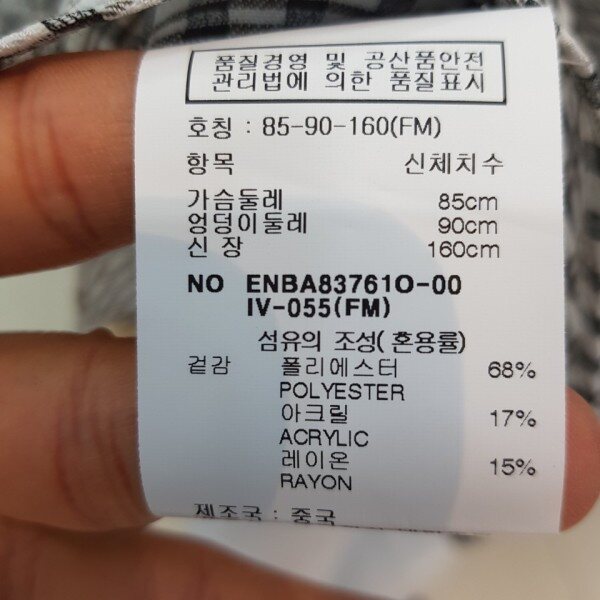 품질경영 및 공산품안전
관리법에 의한 품질표시
호칭 : 85-90-160(FM)
항목 신체치수
가슴둘레 85cm
엉덩이둘레 90cm
신 장 160cm
NO ENBA83761O-00
IV-055(FM)
섬유의 조성( 혼용률)
겉감 폴리에스터 68%
POLYESTER
아크릴 17%
ACRYLIC
레이온 15%
RAYON
제조국 : 중국